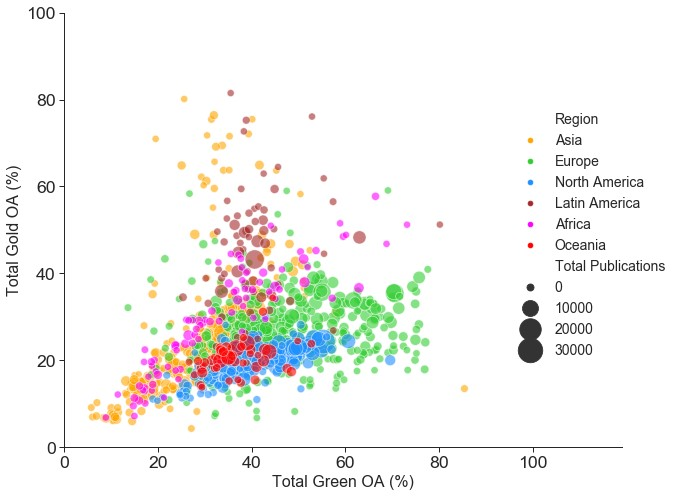 100
80
60
40
20
0
Total Gold OA (%)
0 20 40 60 80 100
Total Green OA (%)
Region
Asia
Europe
North America
Latin America
Africa
Oceania
Total Publications
0
10000
20000
30000